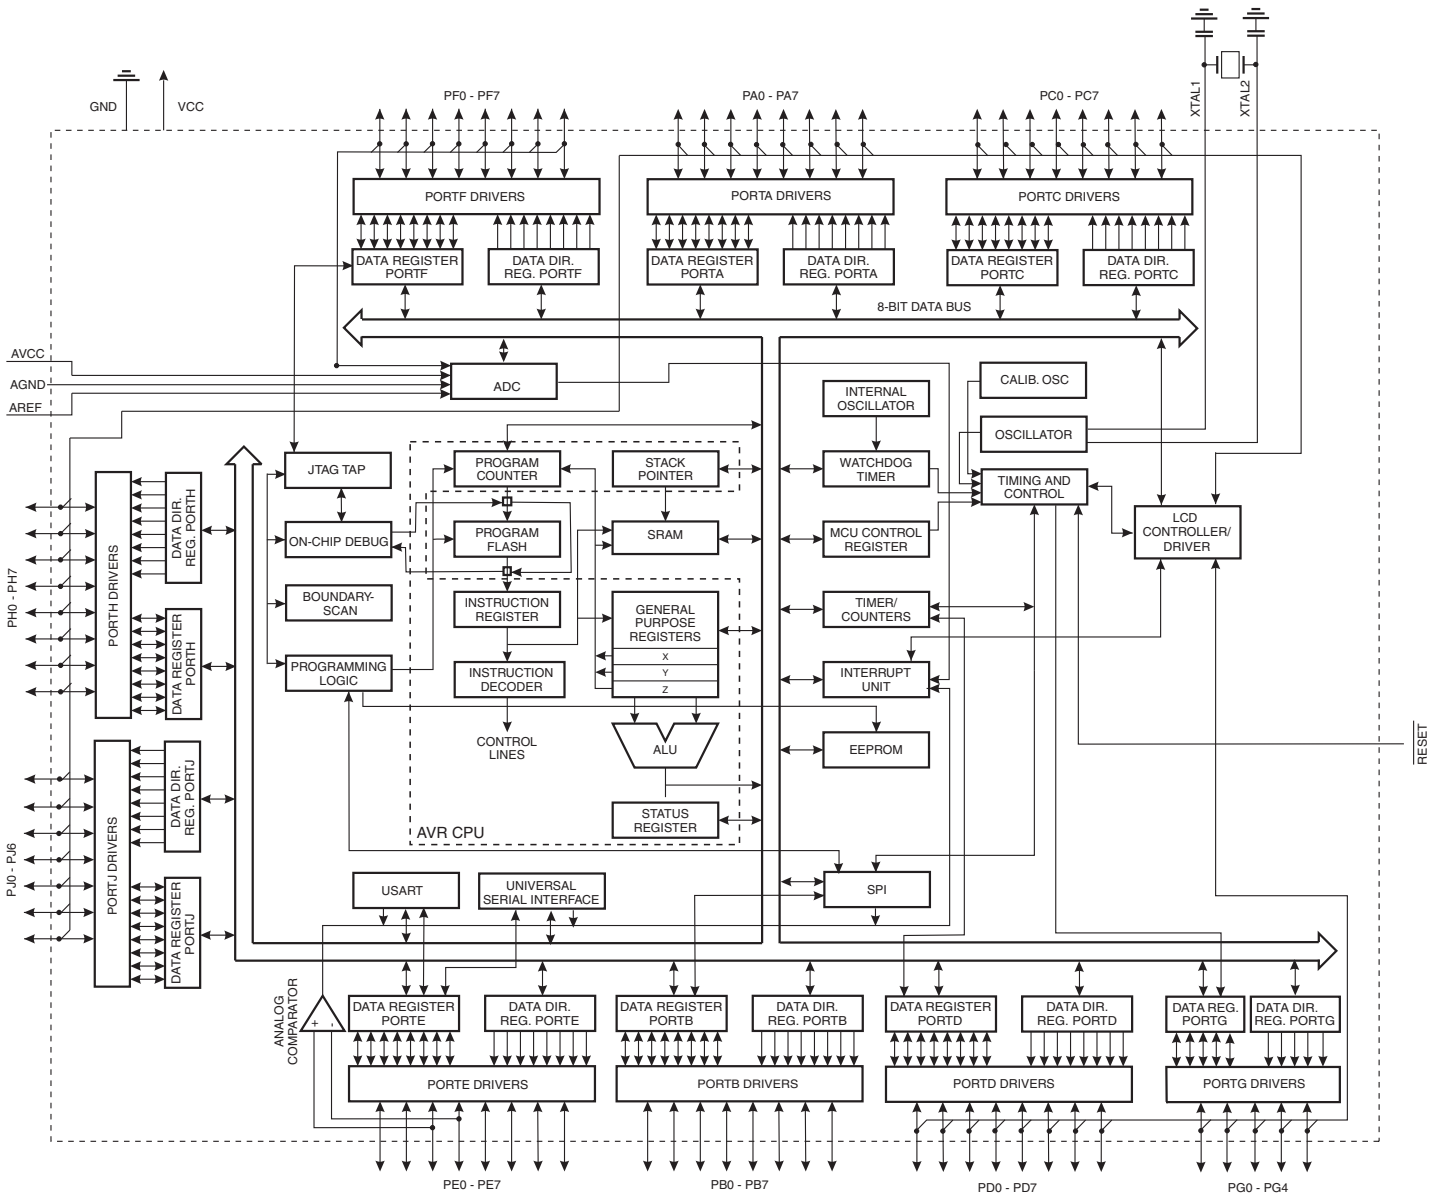 XTAL1
XTAL2
GND
VCC
PF0 - PF7
PA0 - PA7
PC0 - PC7
PORTF DRIVERS
PORTA DRIVERS
PORTC DRIVERS
DATA REGISTER
PORTF
DATA DIR.
REG. PORTF
DATA REGISTER
PORTA
DATA DIR.
REG. PORTA
DATA REGISTER
PORTC
DATA DIR.
REG. PORTC
8-BIT DATA BUS
AVCC
AGND
AREF
ADC
INTERNAL
OSCILLATOR
CALIB. OSC
OSCILLATOR
JTAG TAP
PROGRAM
COUNTER
STACK
POINTER
WATCHDOG
TIMER
TIMING AND
CONTROL
ON-CHIP DEBUG
PROGRAM
FLASH
SRAM
MCU CONTROL
REGISTER
LCD
CONTROLLER/
DRIVER
BOUNDARY-
SCAN
INSTRUCTION
REGISTER
GENERAL
PURPOSE
REGISTERS
X
Y
Z
TIMER/
COUNTERS
PROGRAMMING
LOGIC
INSTRUCTION
DECODER
INTERRUPT
UNIT
CONTROL
LINES
ALU
EEPROM
RESET
STATUS
REGISTER
AVR CPU
PH0 - PH7
PORTH DRIVERS
DATA DIR.
REG. PORTH
DATA REGISTER
PORTH
PJ0 - PJ6
PORTJ DRIVERS
DATA DIR.
REG. PORTJ
DATA REGISTER
PORTJ
USART
UNIVERSAL
SERIAL INTERFACE
SPI
ANALOG
COMPARATOR
+
-
DATA REGISTER
PORTE
DATA DIR.
REG. PORTE
DATA REGISTER
PORTB
DATA DIR.
REG. PORTB
DATA REGISTER
PORTD
DATA DIR.
REG. PORTD
DATA REG.
PORTG
DATA DIR.
REG. PORTG
PORTE DRIVERS
PORTB DRIVERS
PORTD DRIVERS
PORTG DRIVERS
PE0 - PE7
PB0 - PB7
PD0 - PD7
PG0 - PG4